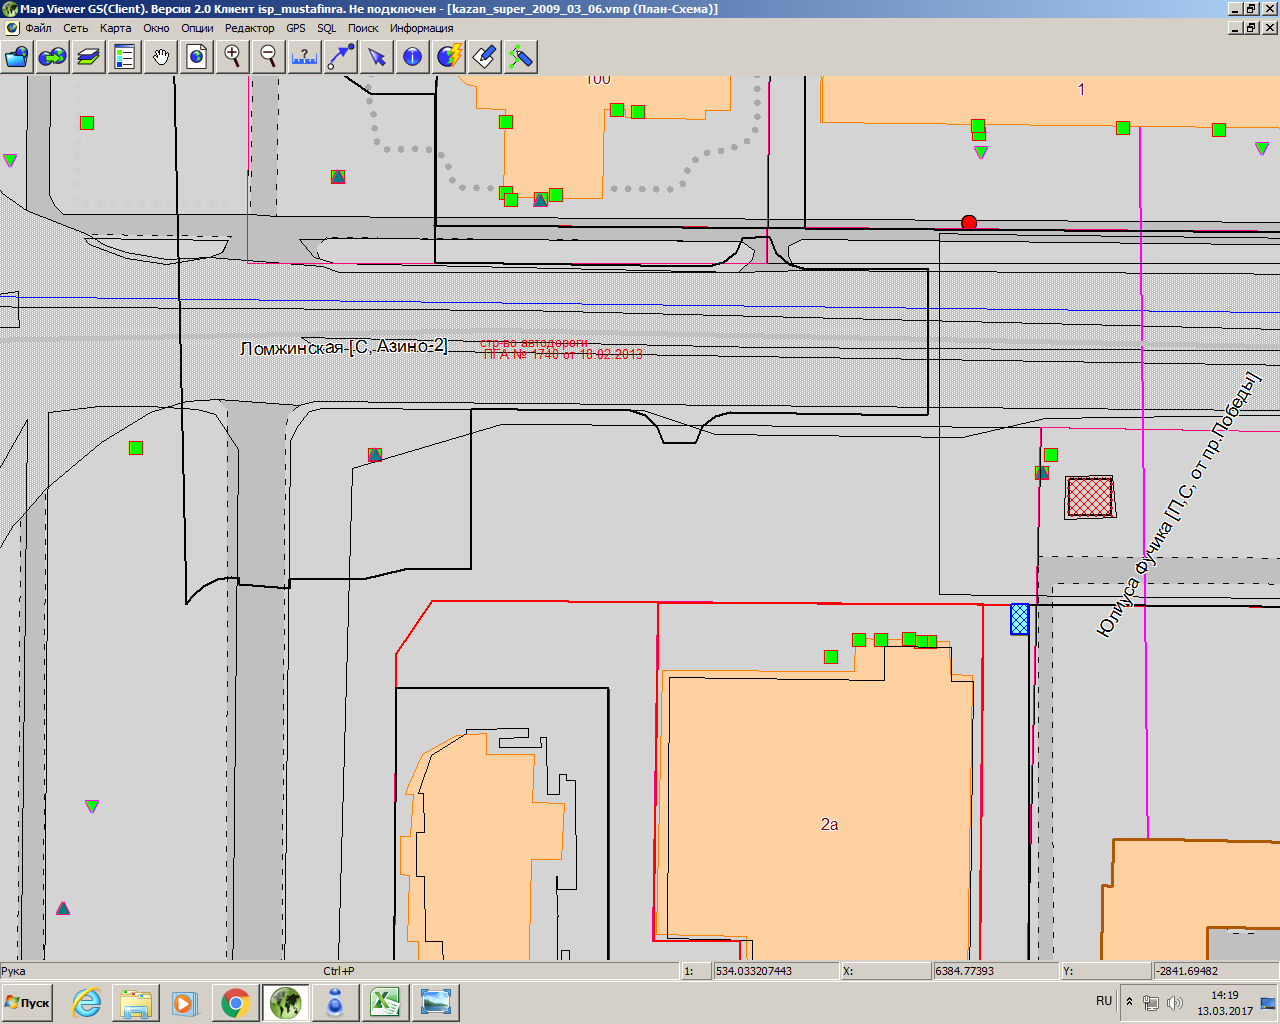 Map Viewer GS(Client). Версия 2.0 Клиент isp_mustafinra. Не подключен - [kazan_super_2009_03_06.vmp (План-Схема)]
Файл Сеть Карта Окно Опции Редактор GPS SQL Поиск Информация
100
1
Ломжинская [С, Азино-2]
стр-во автодороги
ПГА № 1740 от 18.02.2013
Юлиуса Фучика [П,С, от пр.Победы]
2а
Рука Ctrl+P 1: 534.033207443 X: 6384.77393 Y: -2841.69482
Пуск RU 14:19
13.03.2017